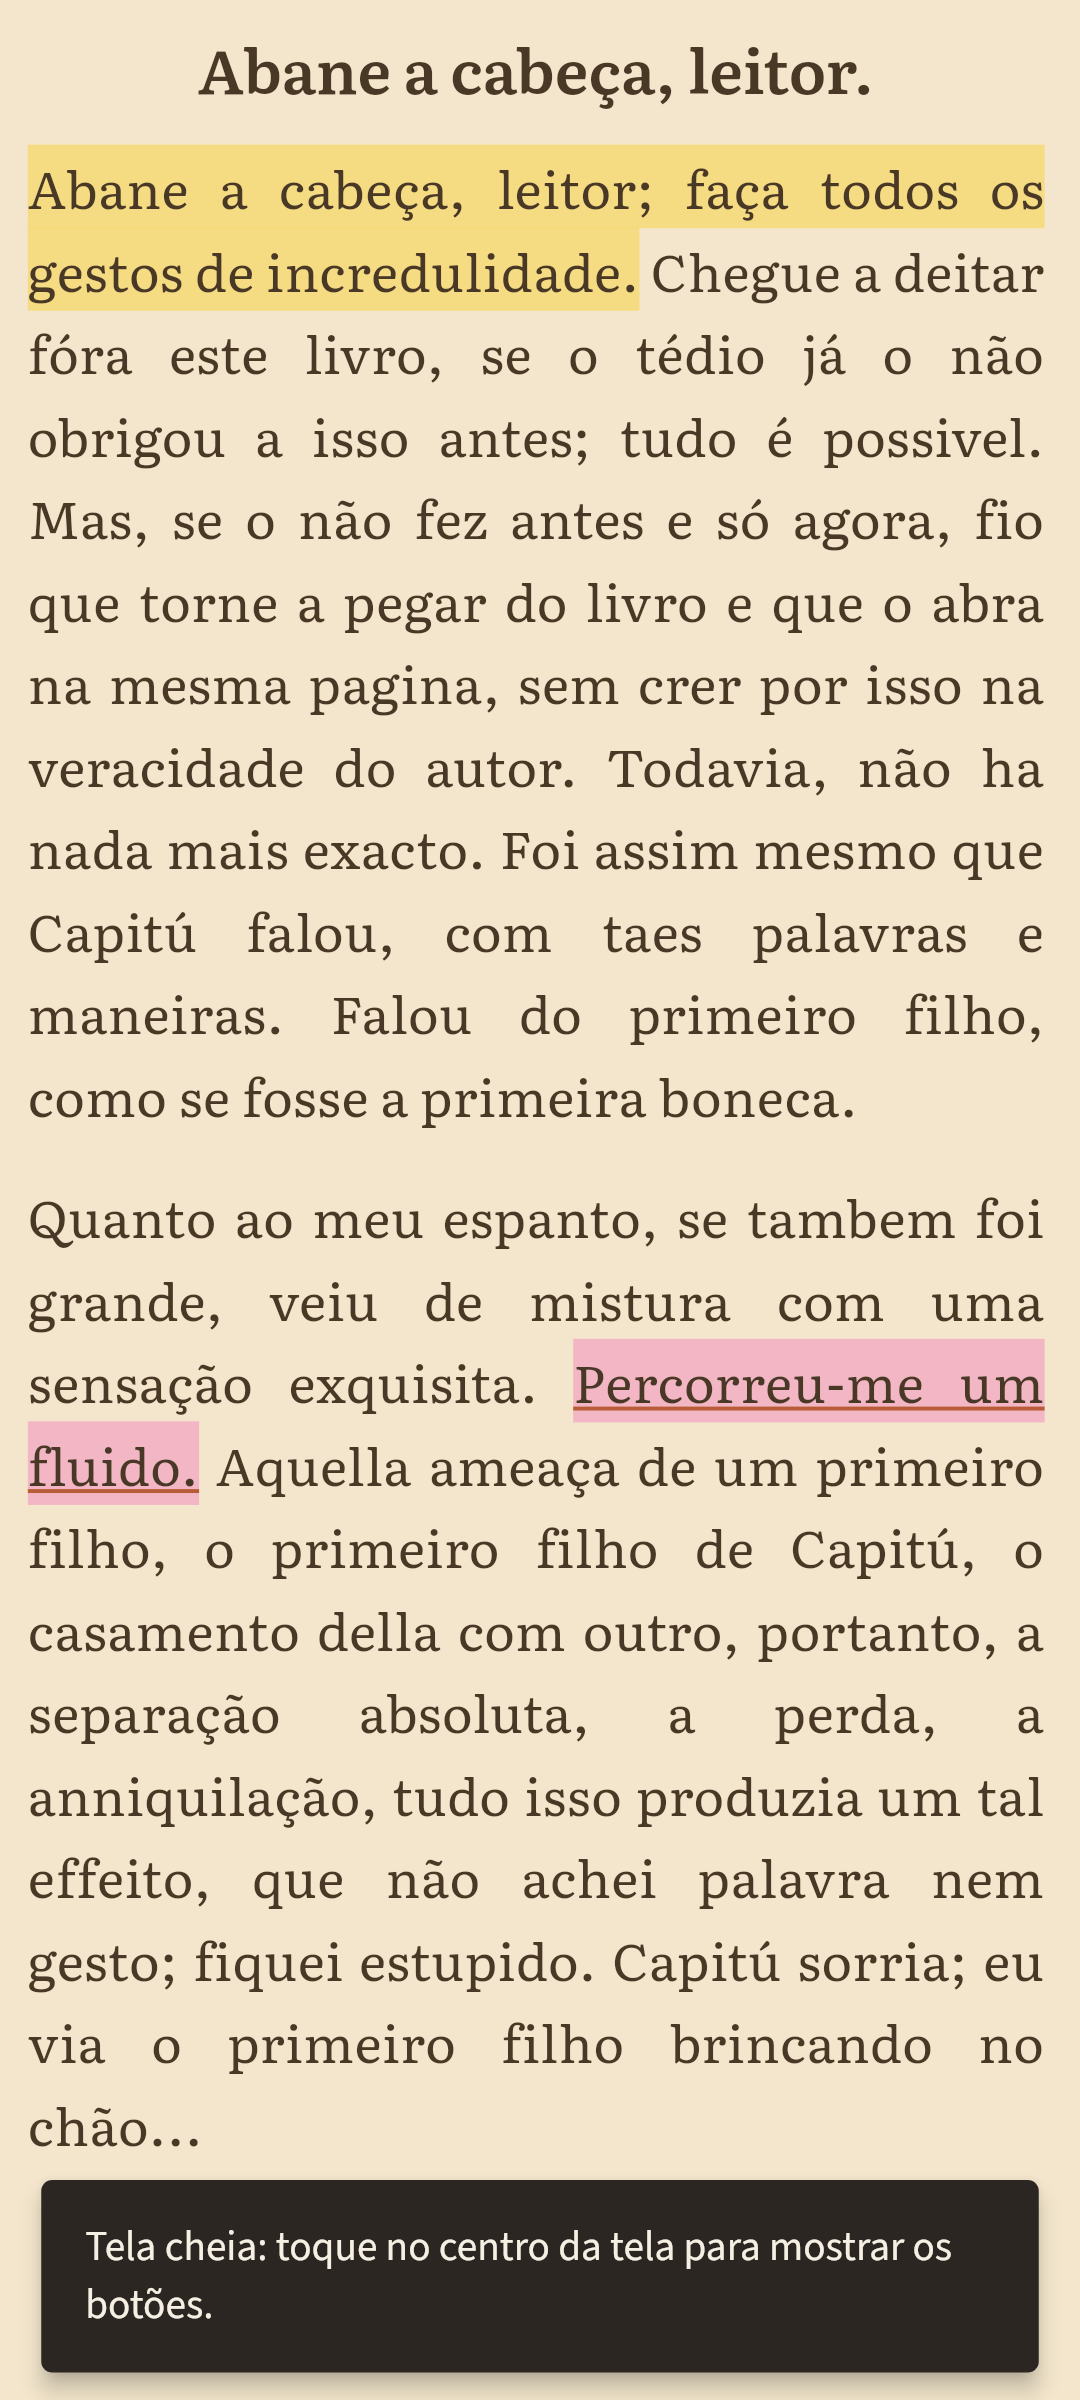 Abane a cabeça, leitor.
Abane a cabeça, leitor; faça todos os
gestos de incredulidade. Chegue a deitar
fóra este livro, se o tédio já o não
obrigou a isso antes; tudo é possivel.
Mas, se o não fez antes e só agora, fio
que torne a pegar do livro e que o abra
na mesma pagina, sem crer por isso na
veracidade do autor. Todavia, não ha
nada mais exacto. Foi assim mesmo que
Capitú falou, com taes palavras e
maneiras. Falou do primeiro filho,
como se fosse a primeira boneca.
Quanto ao meu espanto, se tambem foi
grande, veiu de mistura com uma
sensação exquisita. Percorreu-me um
fluido. Aquella ameaça de um primeiro
filho, o primeiro filho de Capitú, o
casamento della com outro, portanto, a
separação absoluta, a perda, a
anniquilação, tudo isso produzia um tal
effeito, que não achei palavra nem
gesto; fiquei estupido. Capitú sorria; eu
via o primeiro filho brincando no
chão...
Tela cheia: toque no centro da tela para mostrar os
botões.